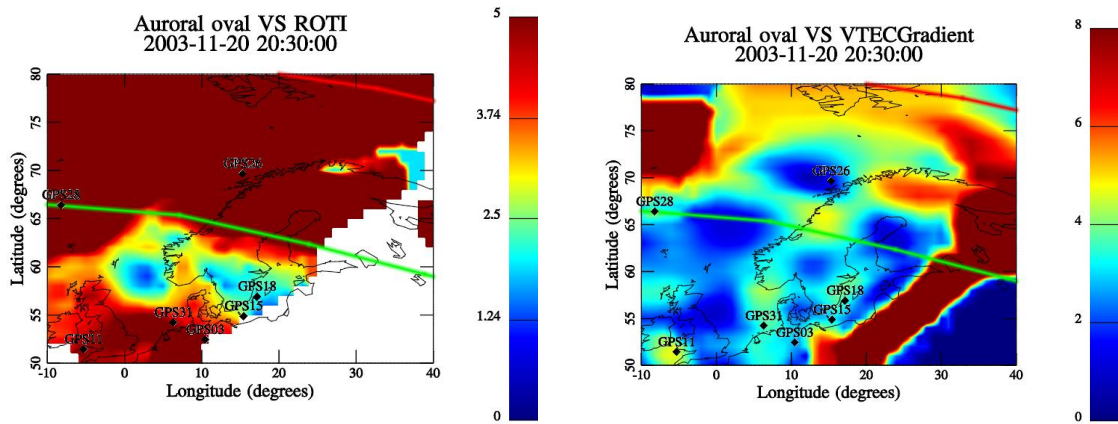 Auroral oval VS ROTI
2003-11-20 20:30:00
5
3.74
2.5
1.24
0
80
75
70
65
60
55
50
Latitude (degrees)
-10
0
10
20
30
40
Longitude (degrees)
GPS26
GPS28
GPS18
GPS15
GPS31
GPS03
GPS11
Auroral oval VS VTECGradient
2003-11-20 20:30:00
8
6
4
2
0
80
75
70
65
60
55
50
Latitude (degrees)
-10
0
10
20
30
40
Longitude (degrees)
GPS26
GPS28
GPS18
GPS15
GPS31
GPS03
GPS11